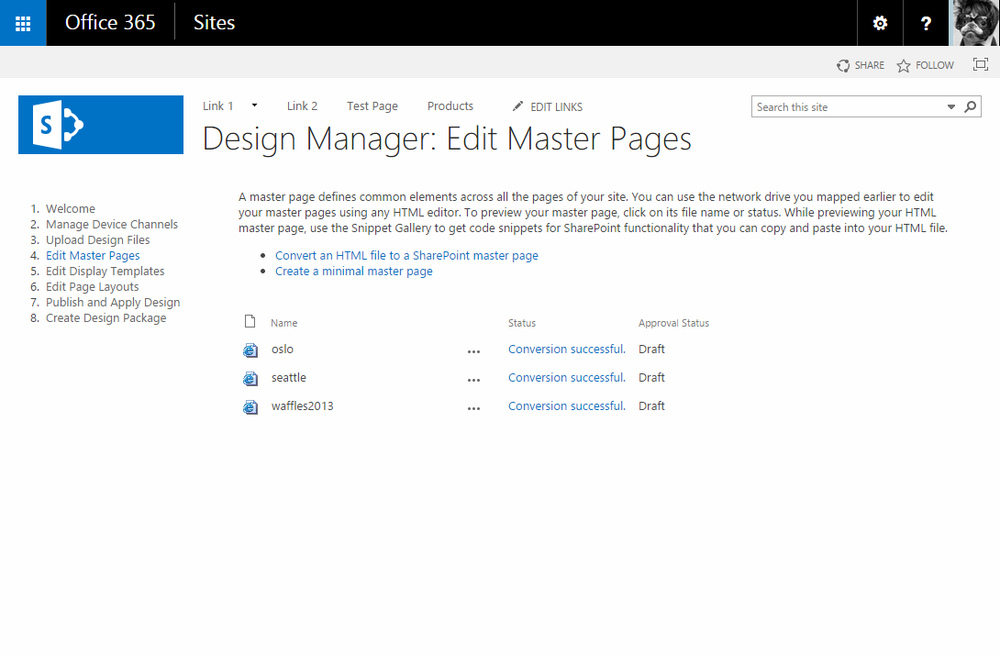 Office 365 Sites ?
SHARE FOLLOW
S
Link 1 Link 2 Test Page Products EDIT LINKS
Search this site
Design Manager: Edit Master Pages
1. Welcome
2. Manage Device Channels
3. Upload Design Files
4. Edit Master Pages
5. Edit Display Templates
6. Edit Page Layouts
7. Publish and Apply Design
8. Create Design Package
A master page defines common elements across all the pages of your site. You can use the network drive you mapped earlier to edit
your master pages using any HTML editor. To preview your master page, click on its file name or status. While previewing your HTML
master page, use the Snippet Gallery to get code snippets for SharePoint functionality that you can copy and paste into your HTML file.
• Convert an HTML file to a SharePoint master page
• Create a minimal master page
Name Status Approval Status
oslo ... Conversion successful. Draft
seattle ... Conversion successful. Draft
waffles2013 ... Conversion successful. Draft